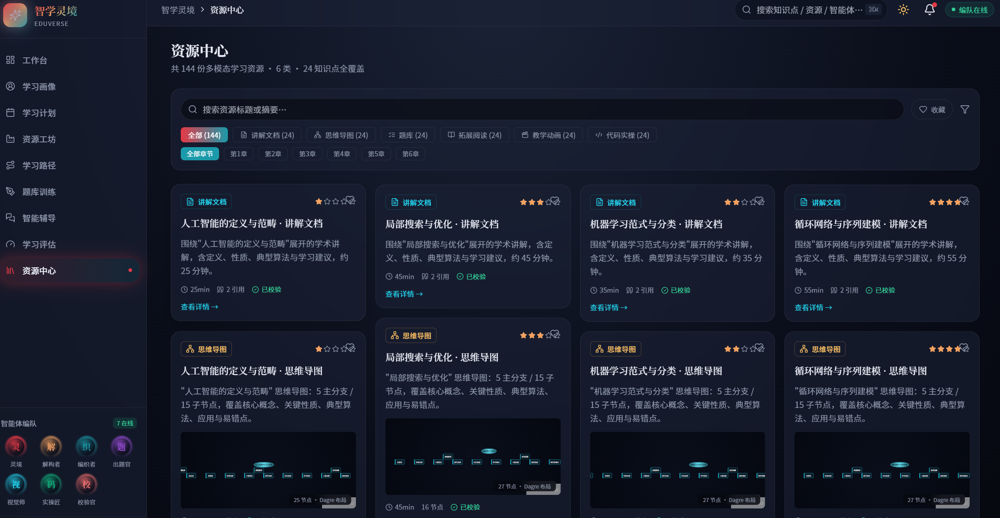 智学灵境
EDUVERSE
工作台
学习画像
学习计划
资源工坊
学习路径
题库训练
智能辅导
学习评估
资源中心
智能体编队
7 在线
灵
解
织
题
灵境
解构者
编织者
出题官
视
码
校
视觉师
实操匠
校验官
智学灵境 > 资源中心
搜索知识点 / 资源 / 智能体… ⌘K
编队在线
资源中心
共 144 份多模态学习资源 • 6 类 • 24 知识点全覆盖
搜索资源标题或摘要…
收藏
全部 (144)
讲解文档 (24)
思维导图 (24)
题库 (24)
拓展阅读 (24)
教学动画 (24)
代码实操 (24)
全部章节
第1章
第2章
第3章
第4章
第5章
第6章
讲解文档
人工智能的定义与范畴 · 讲解文档
围绕"人工智能的定义与范畴"展开的学术讲
解，含定义、性质、典型算法与学习建议，约
25 分钟。
25min 2 引用 已校验
查看详情 →
讲解文档
局部搜索与优化 · 讲解文档
围绕"局部搜索与优化"展开的学术讲解，含定
义、性质、典型算法与学习建议，约 45 分钟。
45min 2 引用 已校验
查看详情 →
讲解文档
机器学习范式与分类 · 讲解文档
围绕"机器学习范式与分类"展开的学术讲解，
含定义、性质、典型算法与学习建议，约 35 分
钟。
35min 2 引用 已校验
查看详情 →
讲解文档
循环网络与序列建模 · 讲解文档
围绕"循环网络与序列建模"展开的学术讲解，
含定义、性质、典型算法与学习建议，约 55 分
钟。
55min 2 引用 已校验
查看详情 →
思维导图
人工智能的定义与范畴 · 思维导图
"人工智能的定义与范畴" 思维导图：5 主分支 /
15 子节点，覆盖核心概念、关键性质、典型算
法、应用与易错点。
25 节点 • Dagre 布局
思维导图
局部搜索与优化 · 思维导图
"局部搜索与优化" 思维导图：5 主分支 / 15 子
节点，覆盖核心概念、关键性质、典型算法、
应用与易错点。
27 节点 • Dagre 布局
45min 16 节点 已校验
思维导图
机器学习范式与分类 · 思维导图
"机器学习范式与分类" 思维导图：5 主分支 /
15 子节点，覆盖核心概念、关键性质、典型算
法、应用与易错点。
27 节点 • Dagre 布局
思维导图
循环网络与序列建模 · 思维导图
"循环网络与序列建模" 思维导图：5 主分支 /
15 子节点，覆盖核心概念、关键性质、典型算
法、应用与易错点。
27 节点 • Dagre 布局